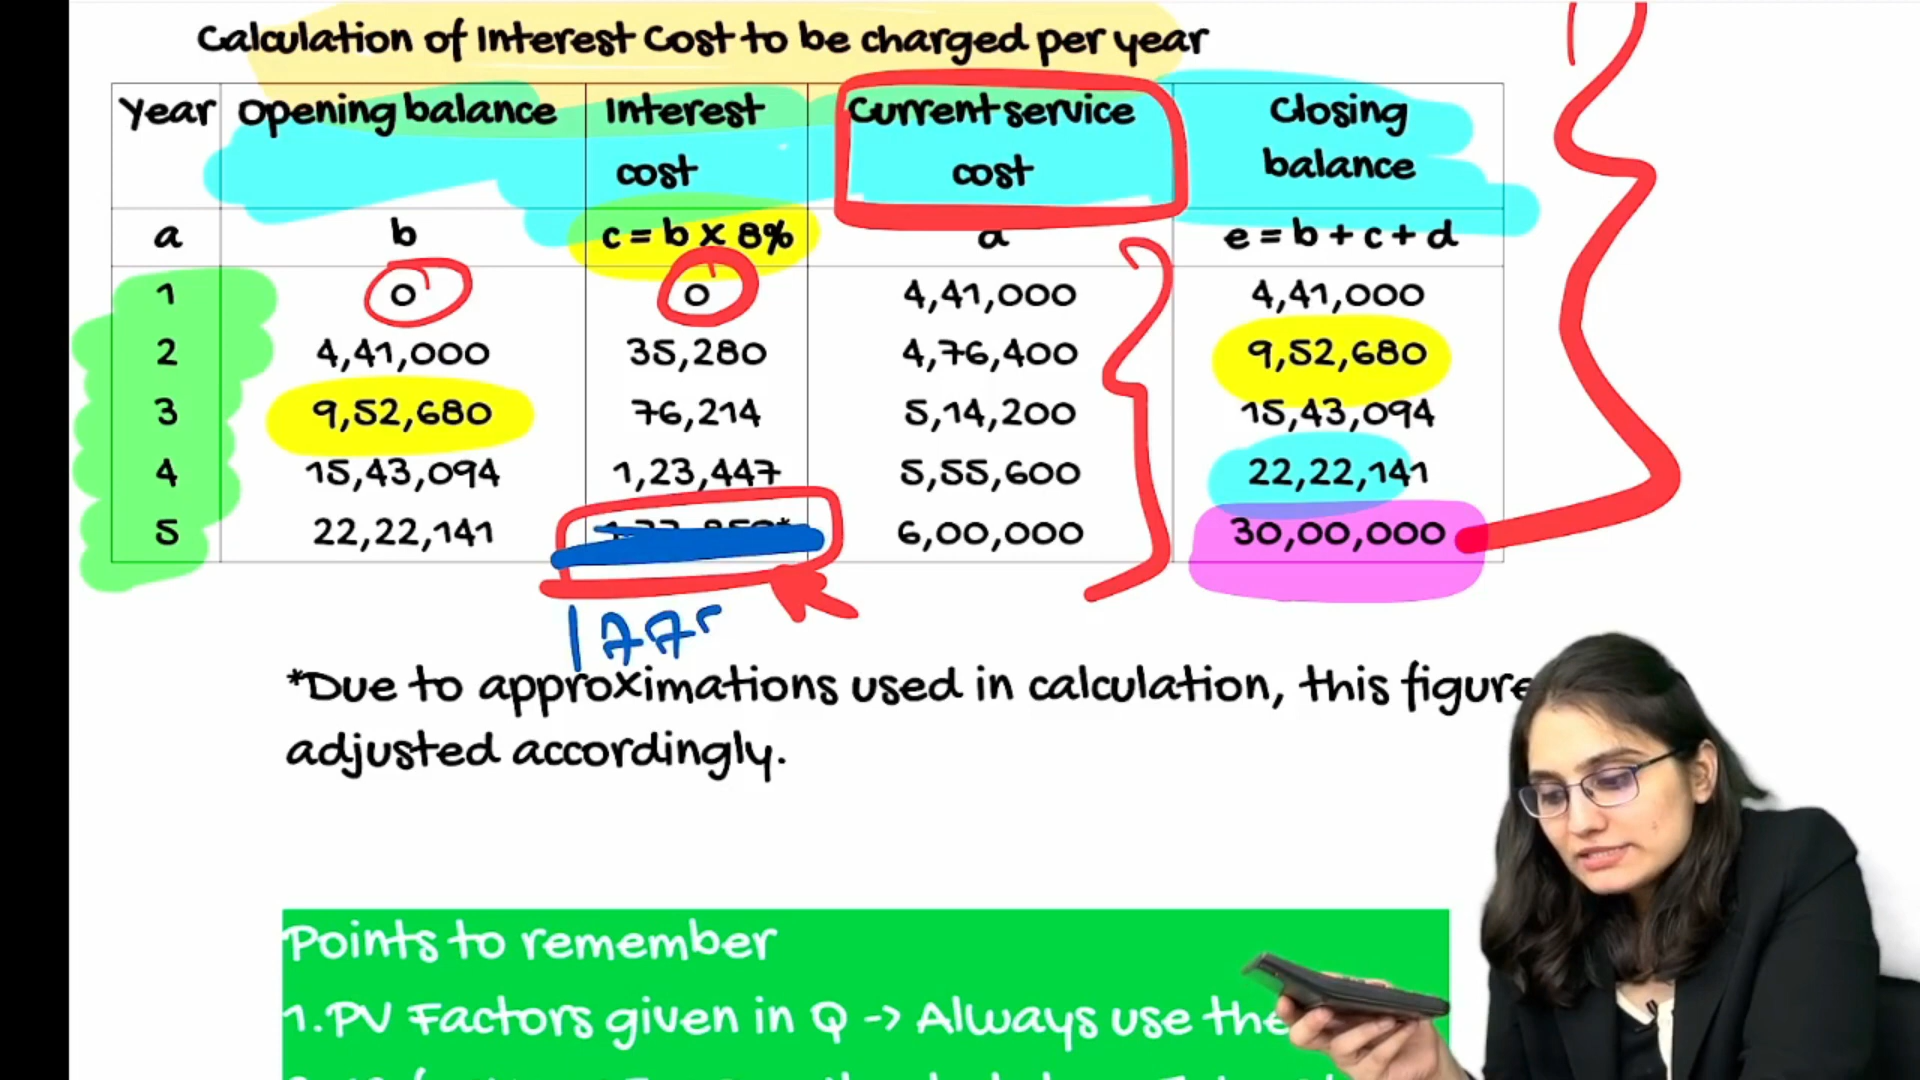 Calculation of Interest Cost to be charged per year
Year Opening balance Interest cost Current service cost Closing balance
a b c = b x 8% d e = b + c + d
1 0 0 4,41,000 4,41,000
2 4,41,000 35,280 4,76,400 9,52,680
3 9,52,680 76,214 5,14,200 15,43,094
4 15,43,094 1,23,447 5,55,600 22,22,141
5 22,22,141 6,00,000 30,00,000
177
*Due to approximations used in calculation, this figure
adjusted accordingly.
Points to remember
1.PV Factors given in Q -> Always use the